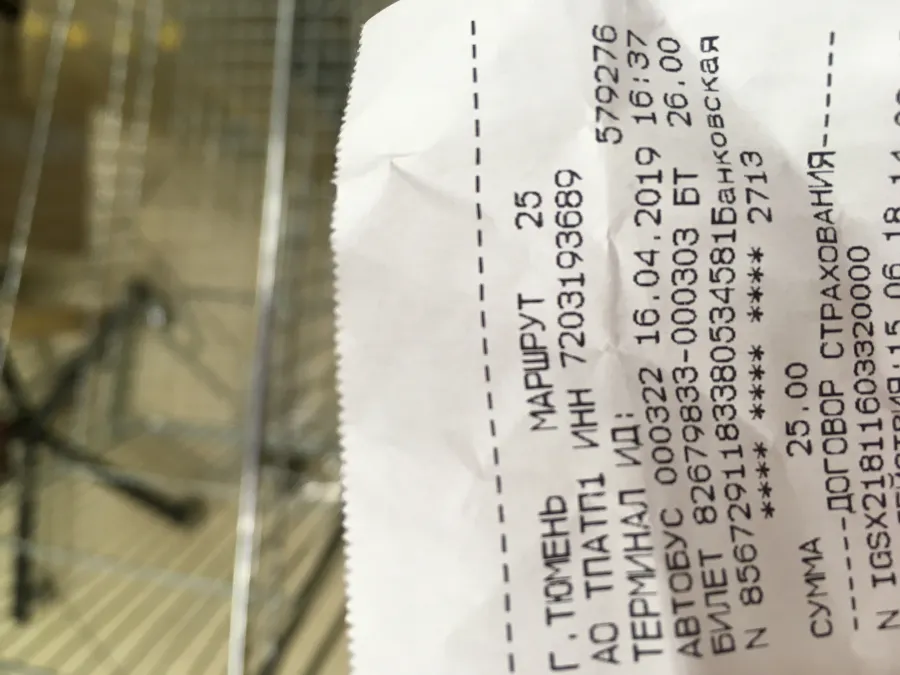 --------------------------------
Г.ТЮМЕНЬ МАРШРУТ 25
АО ТПАТП1 ИНН 7203193689
ТЕРМИНАЛ ИД: 579276
АВТОБУС 000322 16.04.2019 16:37
БИЛЕТ 82679833-000303 БТ 26.00
N 8567291183380534581Банковская
**** **** **** **** 2713
СУММА 25.00
-----ДОГОВОР СТРАХОВАНИЯ------
N IGSX21811603320000